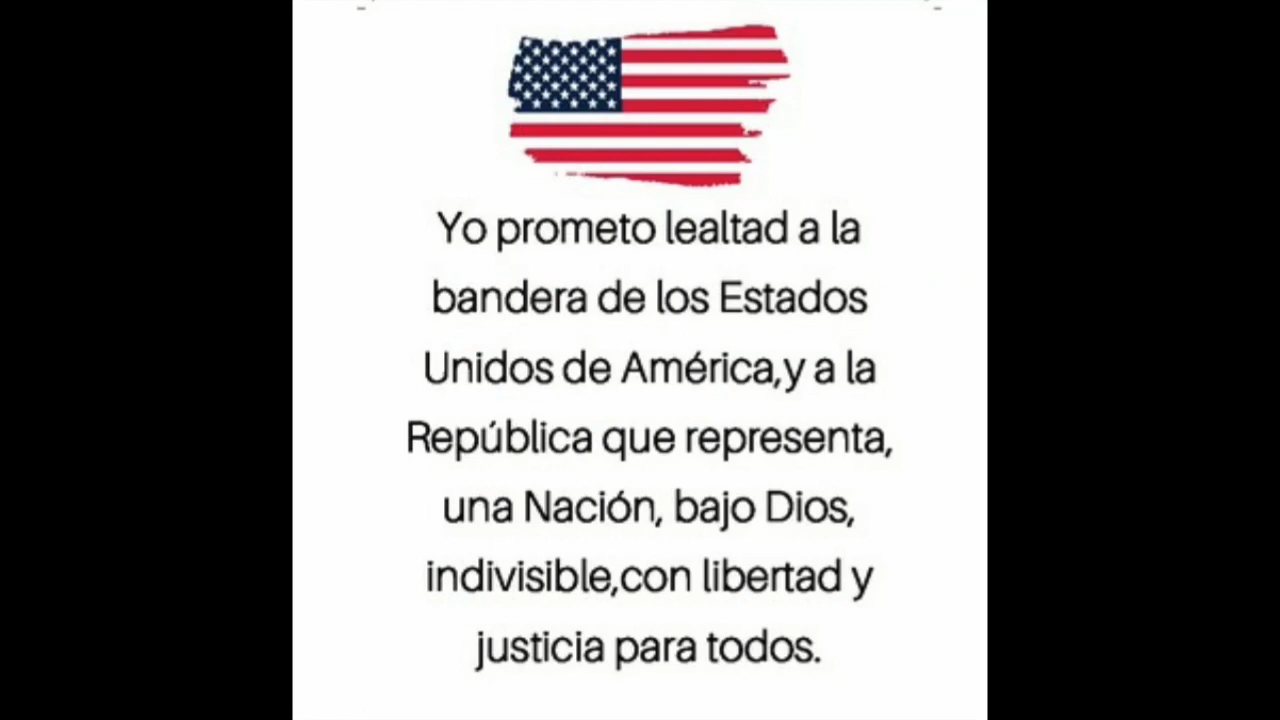 Yo prometo lealtad a la
bandera de los Estados
Unidos de América,y a la
República que representa,
una Nación, bajo Dios,
indivisible,con libertad y
justicia para todos.